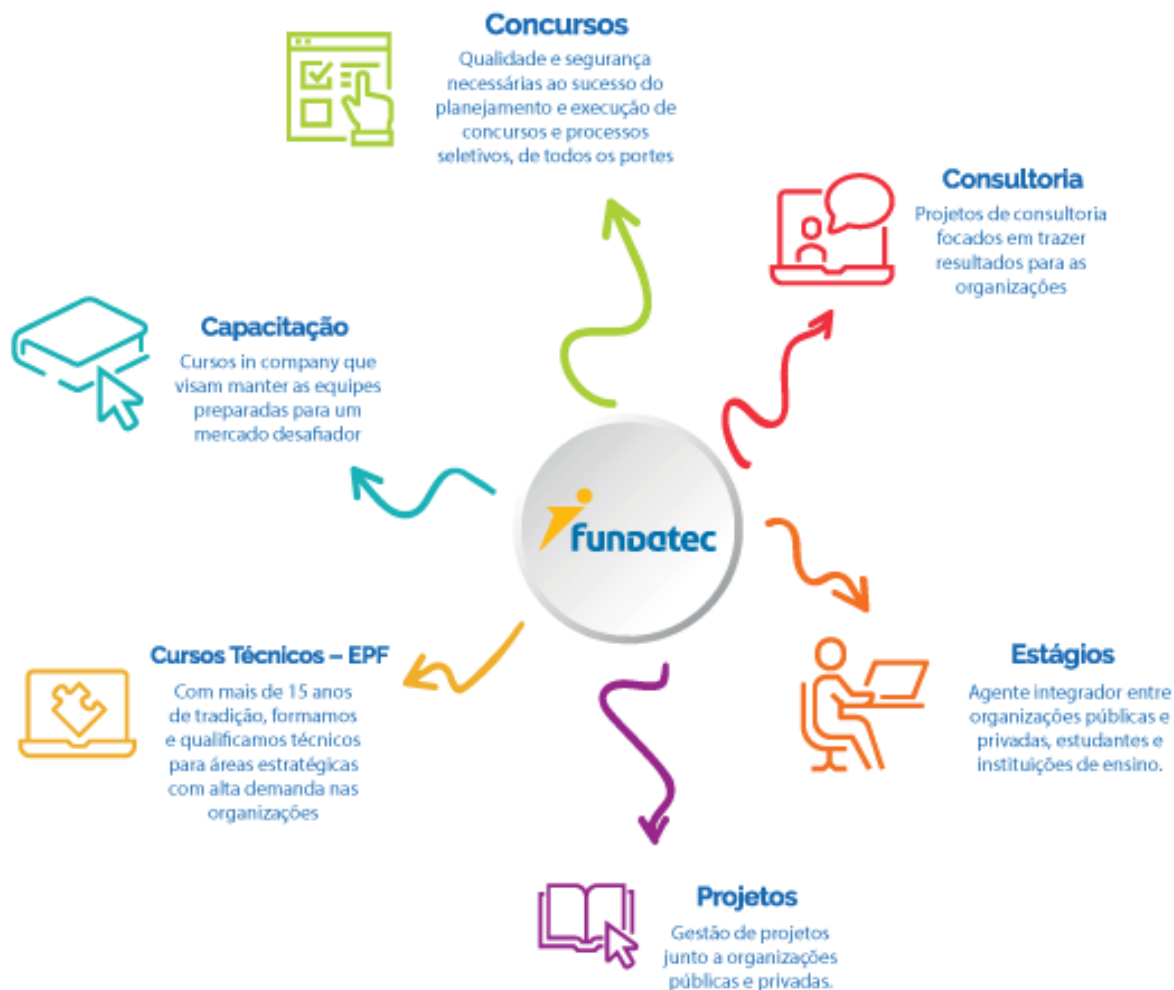 Concursos
Qualidade e segurança
necessárias ao sucesso do
planejamento e execução de
concursos e processos
seletivos, de todos os portes
Consultoria
Projetos de consultoria
focados em trazer
resultados para as
organizações
Capacitação
Cursos in company que
visam manter as equipes
preparadas para um
mercado desafiador
fundatec
Cursos Técnicos – EPF
Com mais de 15 anos
de tradição, formamos
e qualificamos técnicos
para áreas estratégicas
com alta demanda nas
organizações
Estágios
Agente integrador entre
organizações públicas e
privadas, estudantes e
instituições de ensino.
Projetos
Gestão de projetos
junto a organizações
públicas e privadas.